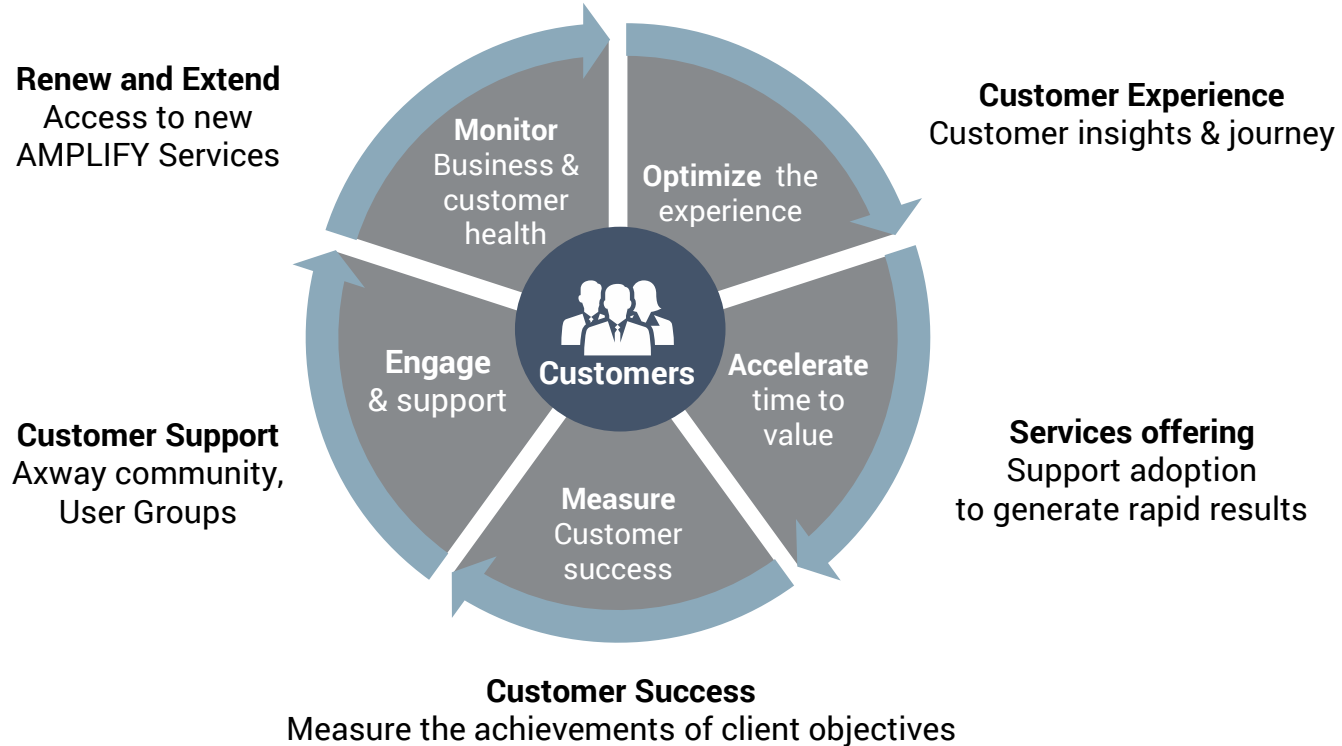 Renew and Extend
Access to new
AMPLIFY Services
Monitor
Business &
customer
health
Optimize the
experience
Customer Experience
Customer insights & journey
Engage
& support
Customers
Accelerate
time to
value
Customer Support
Axway community,
User Groups
Measure
Customer
success
Services offering
Support adoption
to generate rapid results
Customer Success
Measure the achievements of client objectives